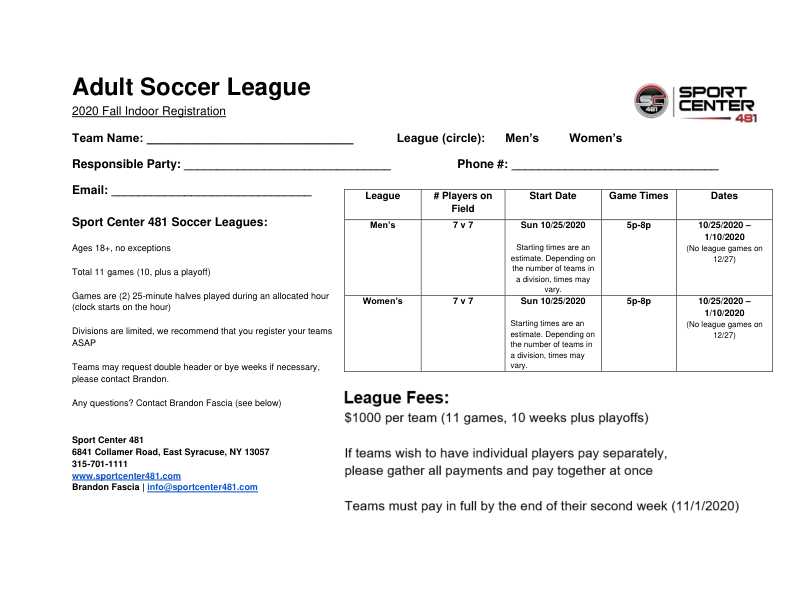 Adult Soccer League
2020 Fall Indoor Registration
SC 481
SPORT
CENTER
481
Team Name: _______________________________ League (circle): Men’s Women’s
Responsible Party: _______________________________ Phone #: _______________________________
Email: ______________________________
Sport Center 481 Soccer Leagues:
Ages 18+, no exceptions
Total 11 games (10, plus a playoff)
Games are (2) 25-minute halves played during an allocated hour
(clock starts on the hour)
Divisions are limited, we recommend that you register your teams
ASAP
Teams may request double header or bye weeks if necessary,
please contact Brandon.
Any questions? Contact Brandon Fascia (see below)
Sport Center 481
6841 Collamer Road, East Syracuse, NY 13057
315-701-1111
www.sportcenter481.com
Brandon Fascia | info@sportcenter481.com
League # Players on Start Date Game Times Dates
Field
Men’s 7 v 7 Sun 10/25/2020 5p-8p 10/25/2020 –
1/10/2020
Starting times are an (No league games on
estimate. Depending on 12/27)
the number of teams in
a division, times may
vary.
Women’s 7 v 7 Sun 10/25/2020 5p-8p 10/25/2020 –
1/10/2020
Starting times are an (No league games on
estimate. Depending on 12/27)
the number of teams in
a division, times may
vary.
League Fees:
$1000 per team (11 games, 10 weeks plus playoffs)
If teams wish to have individual players pay separately,
please gather all payments and pay together at once
Teams must pay in full by the end of their second week (11/1/2020)